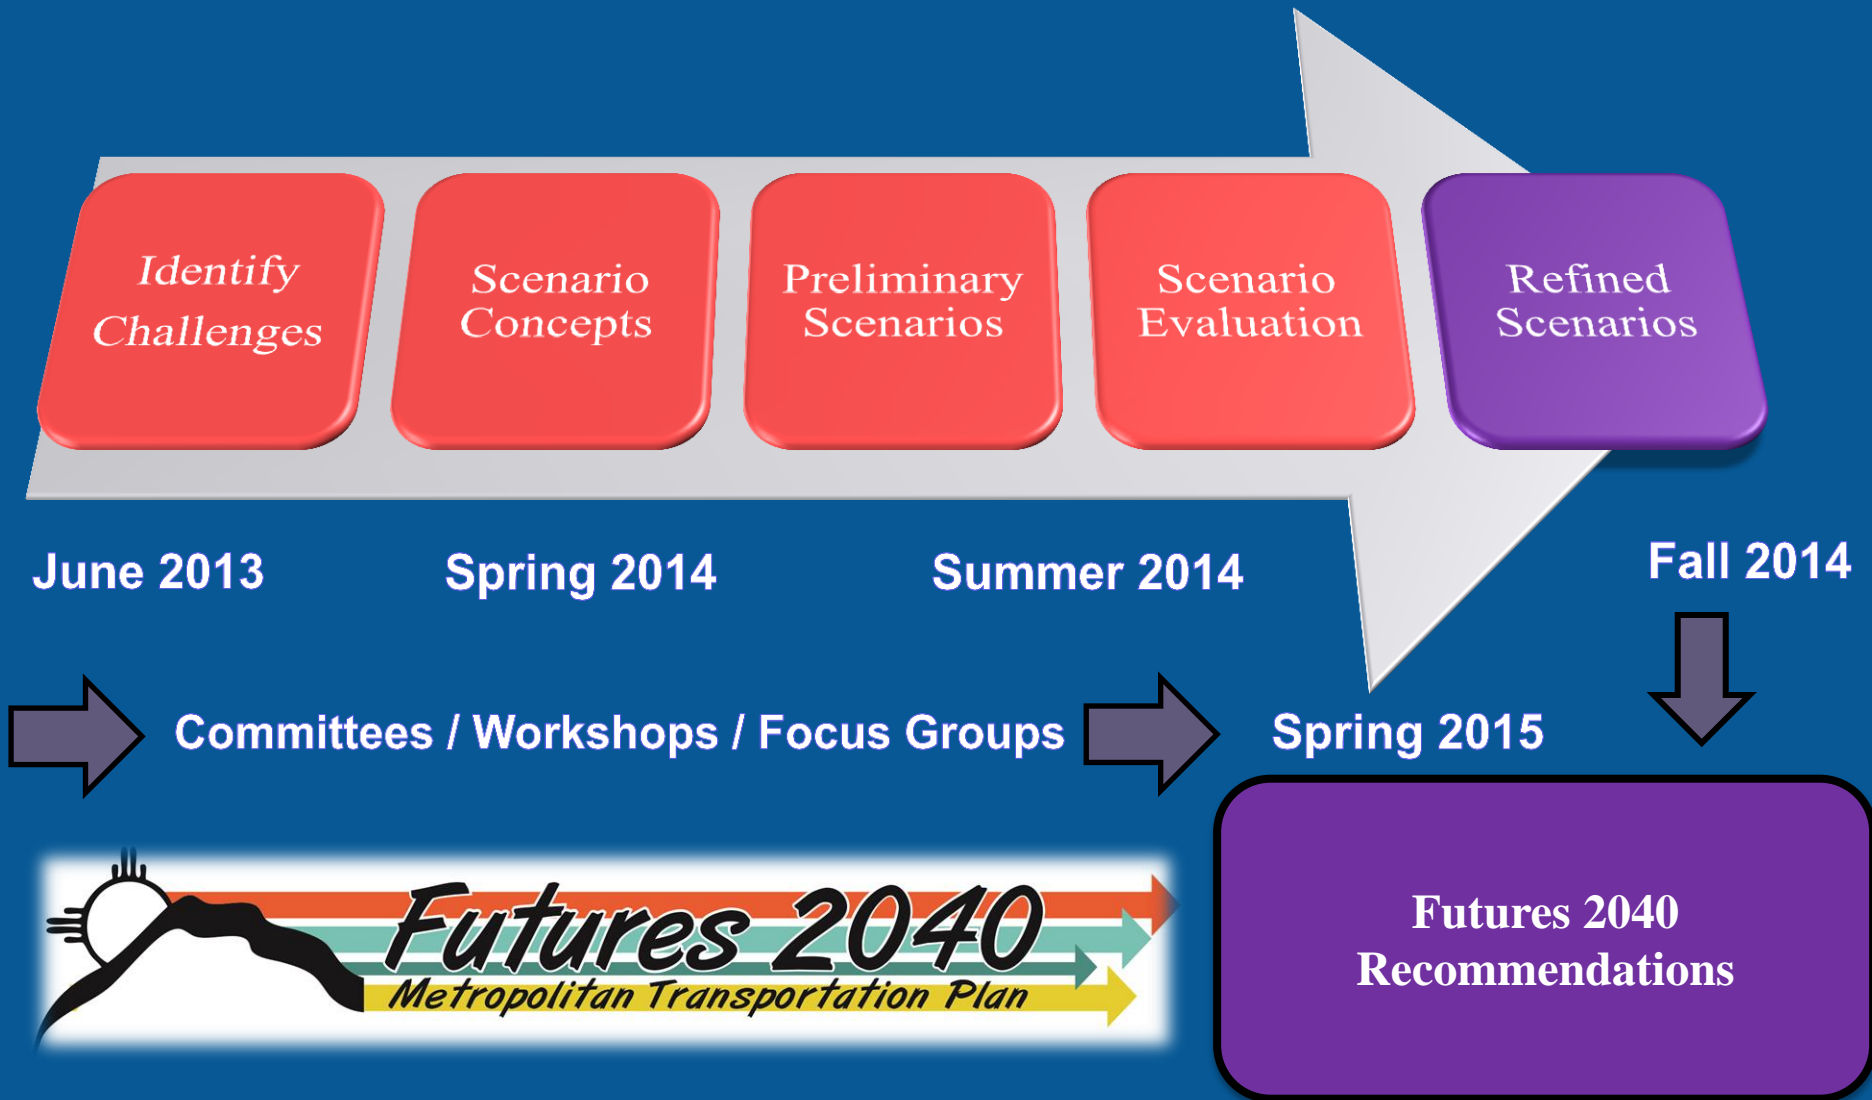 Identify
Challenges
Scenario
Concepts
Preliminary
Scenarios
Scenario
Evaluation
Refined
Scenarios
June 2013
Spring 2014
Summer 2014
Fall 2014
Committees / Workshops / Focus Groups
Spring 2015
Futures 2040
Metropolitan Transportation Plan
Futures 2040
Recommendations